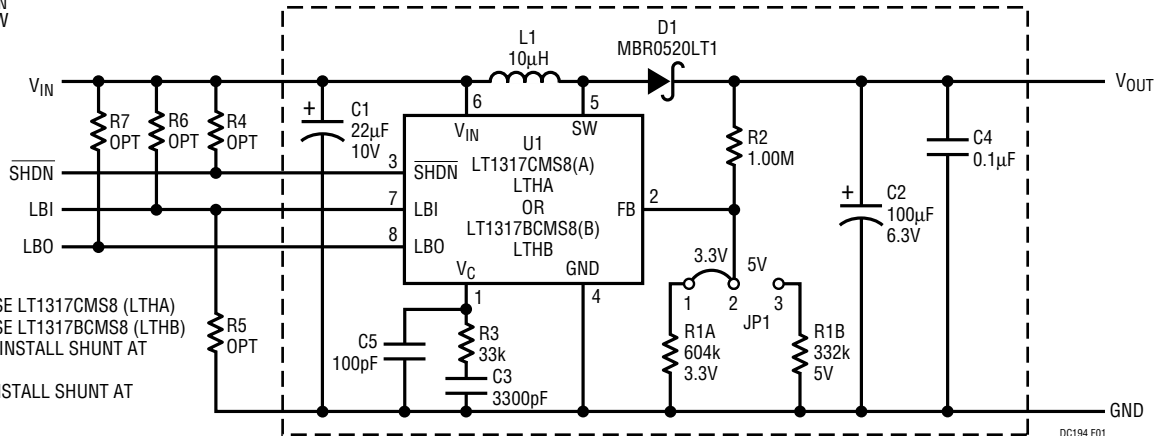 N
W
L1
10µH
D1
MBR0520LT1
VIN
VOUT
R7
OPT
R6
OPT
R4
OPT
+
C1
22µF
10V
6
VIN
5
SW
U1
LT1317CMS8(A)
LTHA
OR
LT1317BCMS8(B)
LTHB
SHDN
3
SHDN
LBI
7
LBI
LBO
8
LBO
FB
2
VC
1
GND
4
R2
1.00M
+
C2
100µF
6.3V
C4
0.1µF
3.3V
5V
1
2
3
JP1
R1A
604k
3.3V
R1B
332k
5V
SE LT1317CMS8 (LTHA)
SE LT1317BCMS8 (LTHB)
INSTALL SHUNT AT
STALL SHUNT AT
R5
OPT
C5
100pF
R3
33k
C3
3300pF
GND
DC194 F01